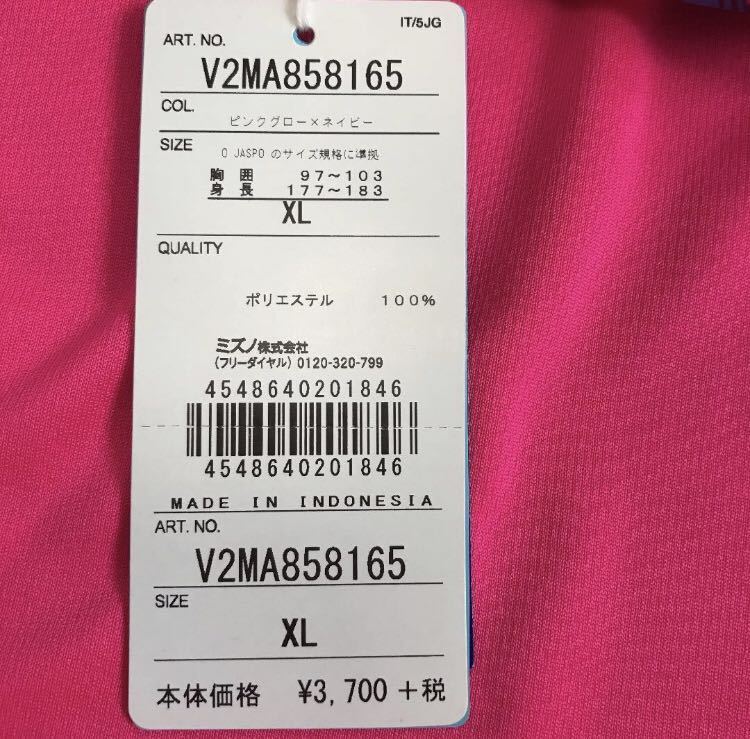 IT/5JG
ART. NO.
V2MA858165
COL.
ピンクグロー×ネイビー
SIZE
O JASPO のサイズ規格に準拠
胸 囲 97～103
身 長 177～183
XL
QUALITY
ポリエステル 100%
ミズノ株式会社
(フリーダイヤル) 0120-320-799
4548640201846
4548640201846
MADE IN INDONESIA
ART. NO.
V2MA858165
SIZE
XL
本体価格 ¥3,700 +税